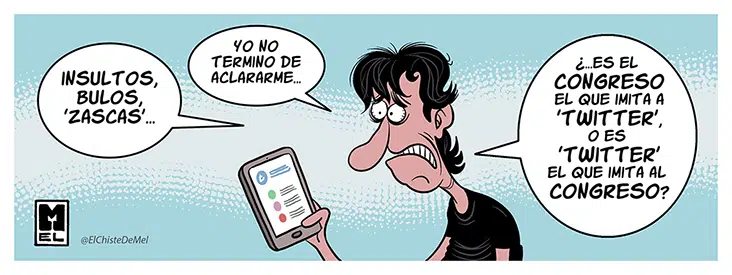 INSULTOS,
BULOS,
'ZASCAS'...
YO NO
TERMINO DE
ACLARARME...
¿...ES EL
CONGRESO
EL QUE IMITA A
'TWITTER',
O ES
'TWITTER'
EL QUE IMITA AL
CONGRESO?
M
EL
@ElChisteDeMel